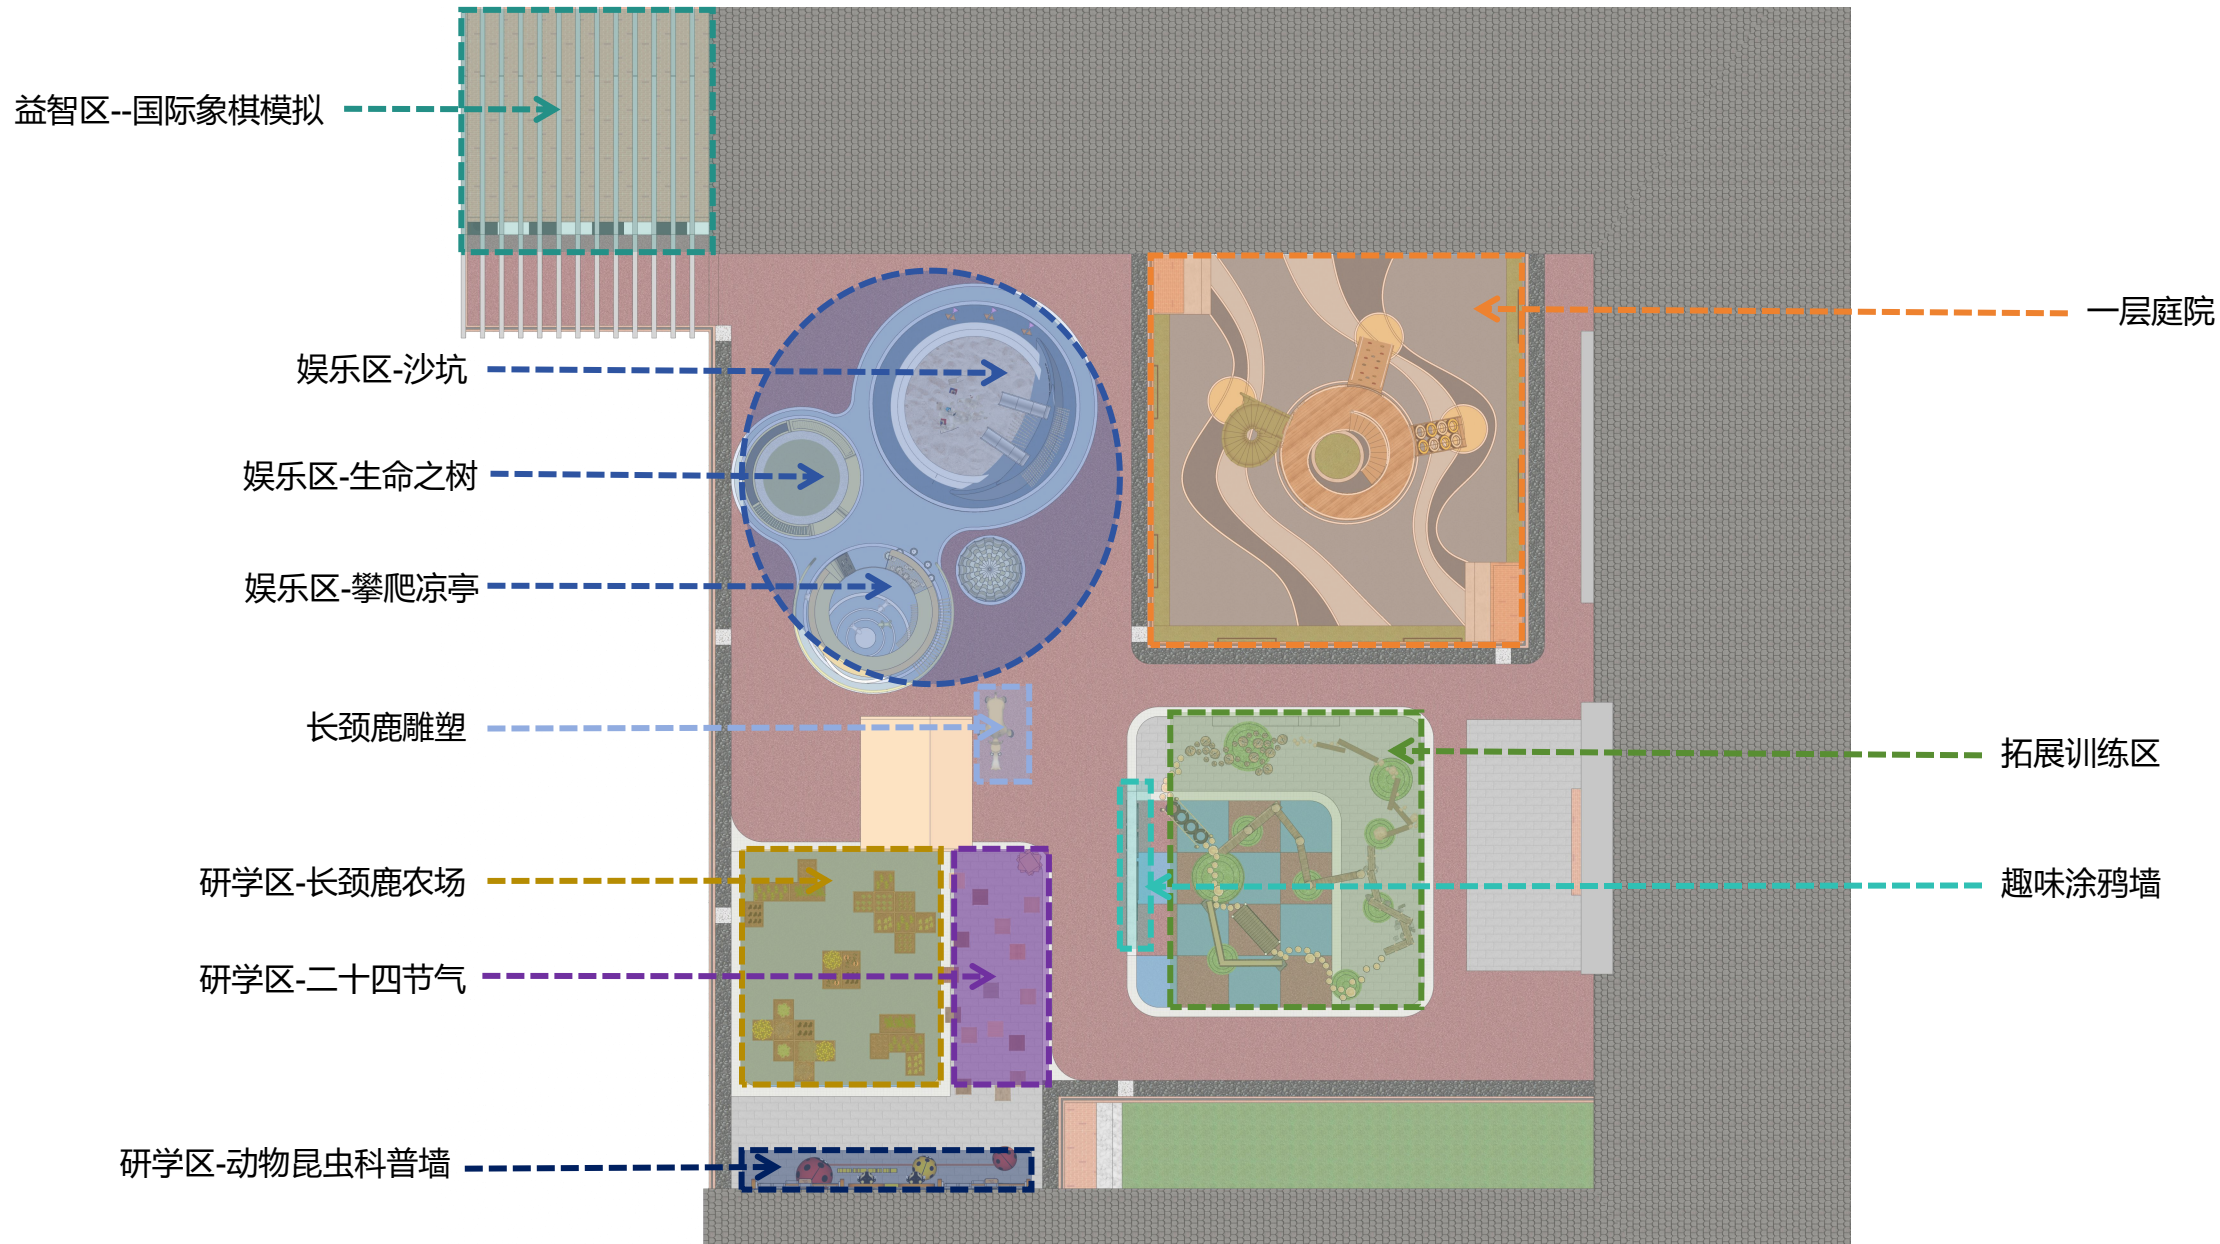 益智区--国际象棋模拟
一层庭院
娱乐区-沙坑
娱乐区-生命之树
娱乐区-攀爬凉亭
长颈鹿雕塑
拓展训练区
研学区-长颈鹿农场
趣味涂鸦墙
研学区-二十四节气
研学区-动物昆虫科普墙